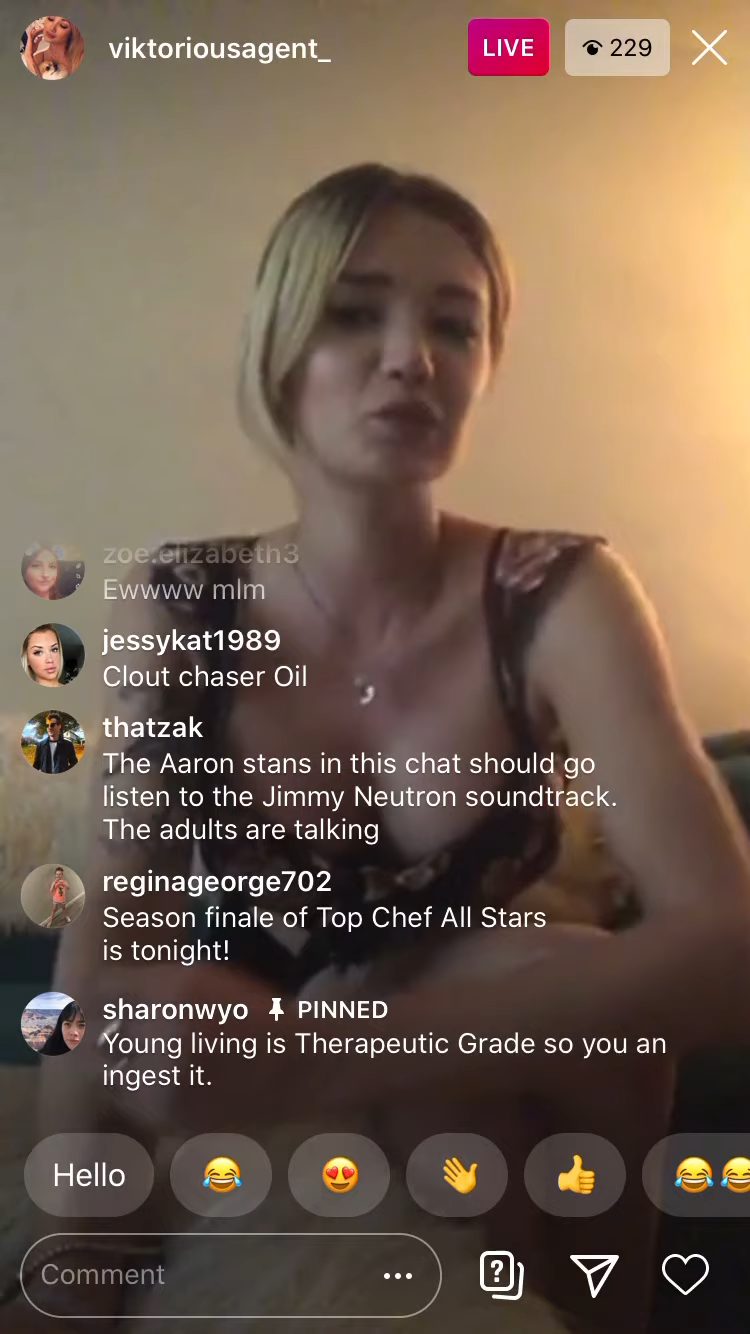 viktoriousagent_
LIVE
229
zoe.elizabeth3
Ewwww mlm
jessykat1989
Clout chaser Oil
thatzak
The Aaron stans in this chat should go
listen to the Jimmy Neutron soundtrack.
The adults are talking
reginageorge702
Season finale of Top Chef All Stars
is tonight!
sharonwyo PINNED
Young living is Therapeutic Grade so you an
ingest it.
Hello
Comment